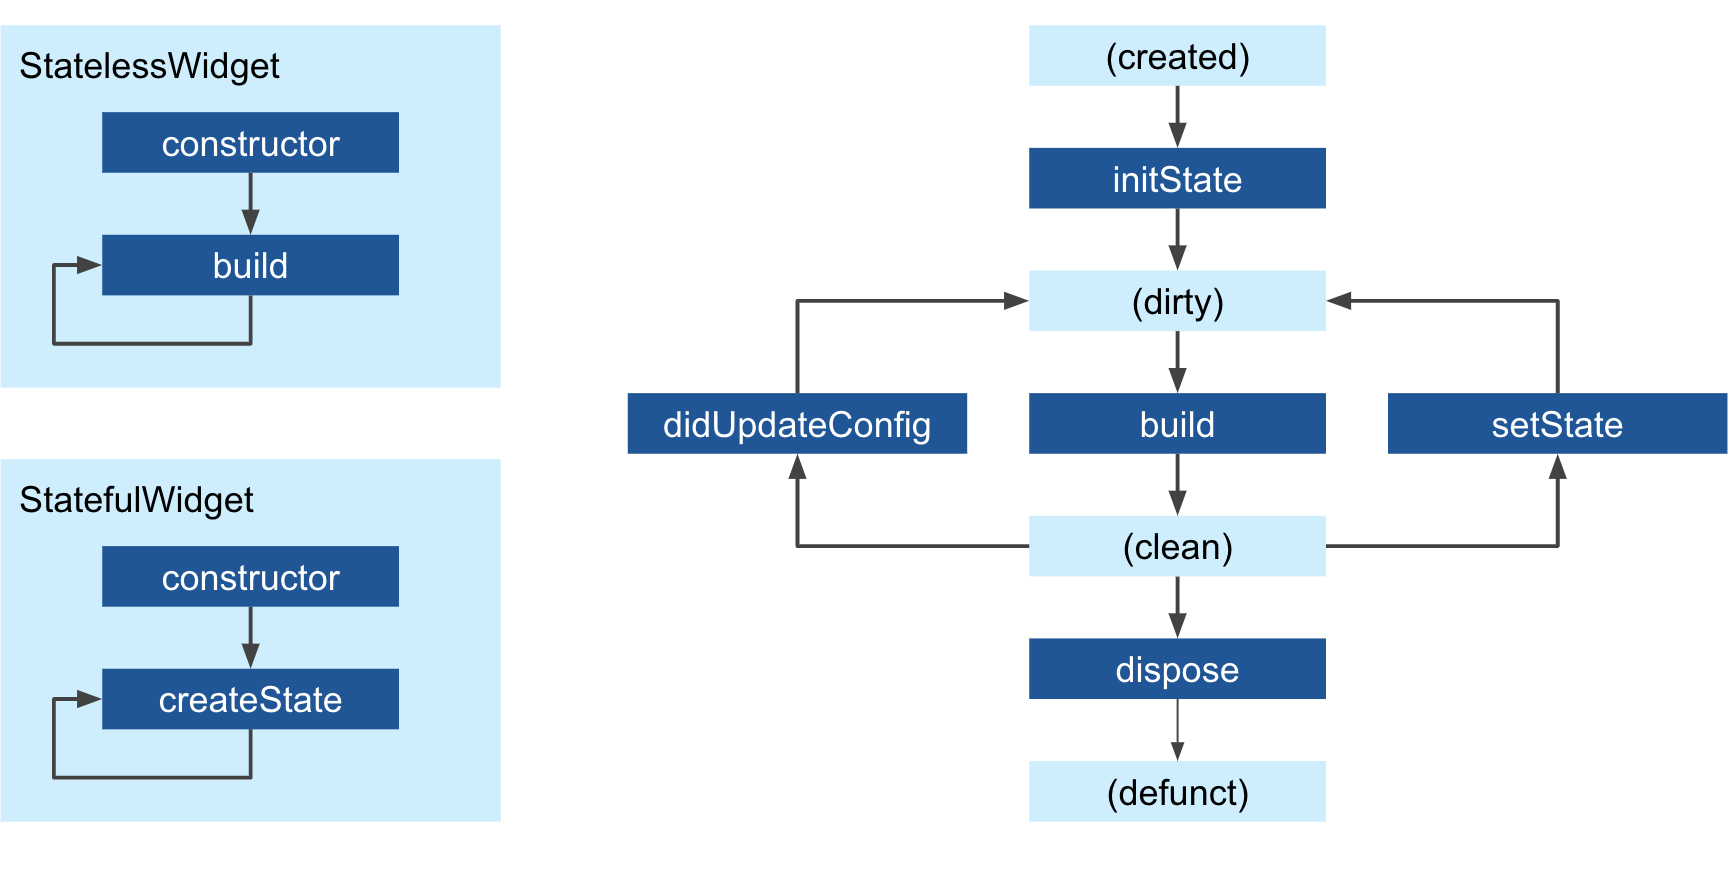 StatelessWidget
constructor
build
StatefulWidget
constructor
createState
(created)
initState
(dirty)
didUpdateConfig
build
setState
(clean)
dispose
(defunct)